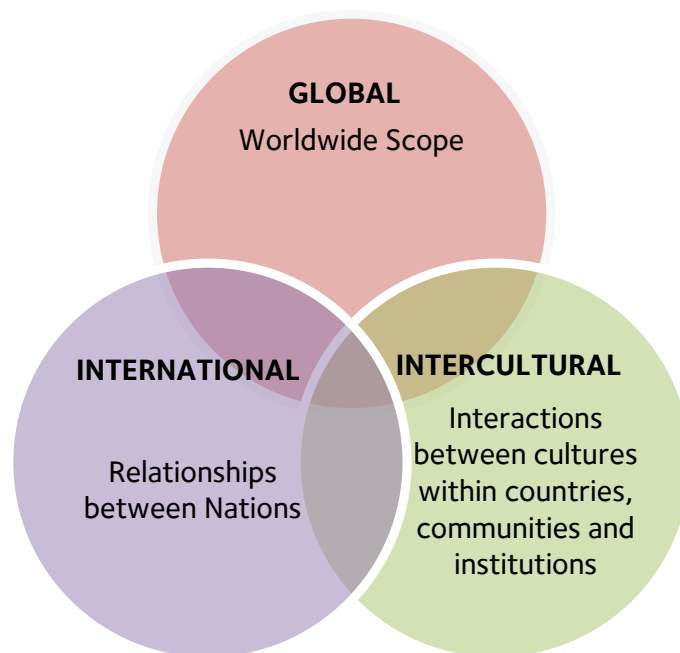 GLOBAL
Worldwide Scope
INTERNATIONAL
Relationships
between Nations
INTERCULTURAL
Interactions
between cultures
within countries,
communities and
institutions